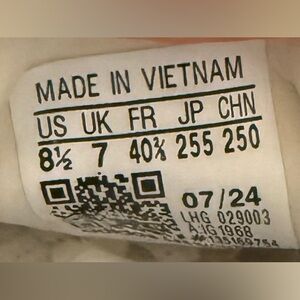 MADE IN VIETNAM
US UK FR JP CHN
8½ 7 40⅔ 255 250
07/24
LHG 029003
1968